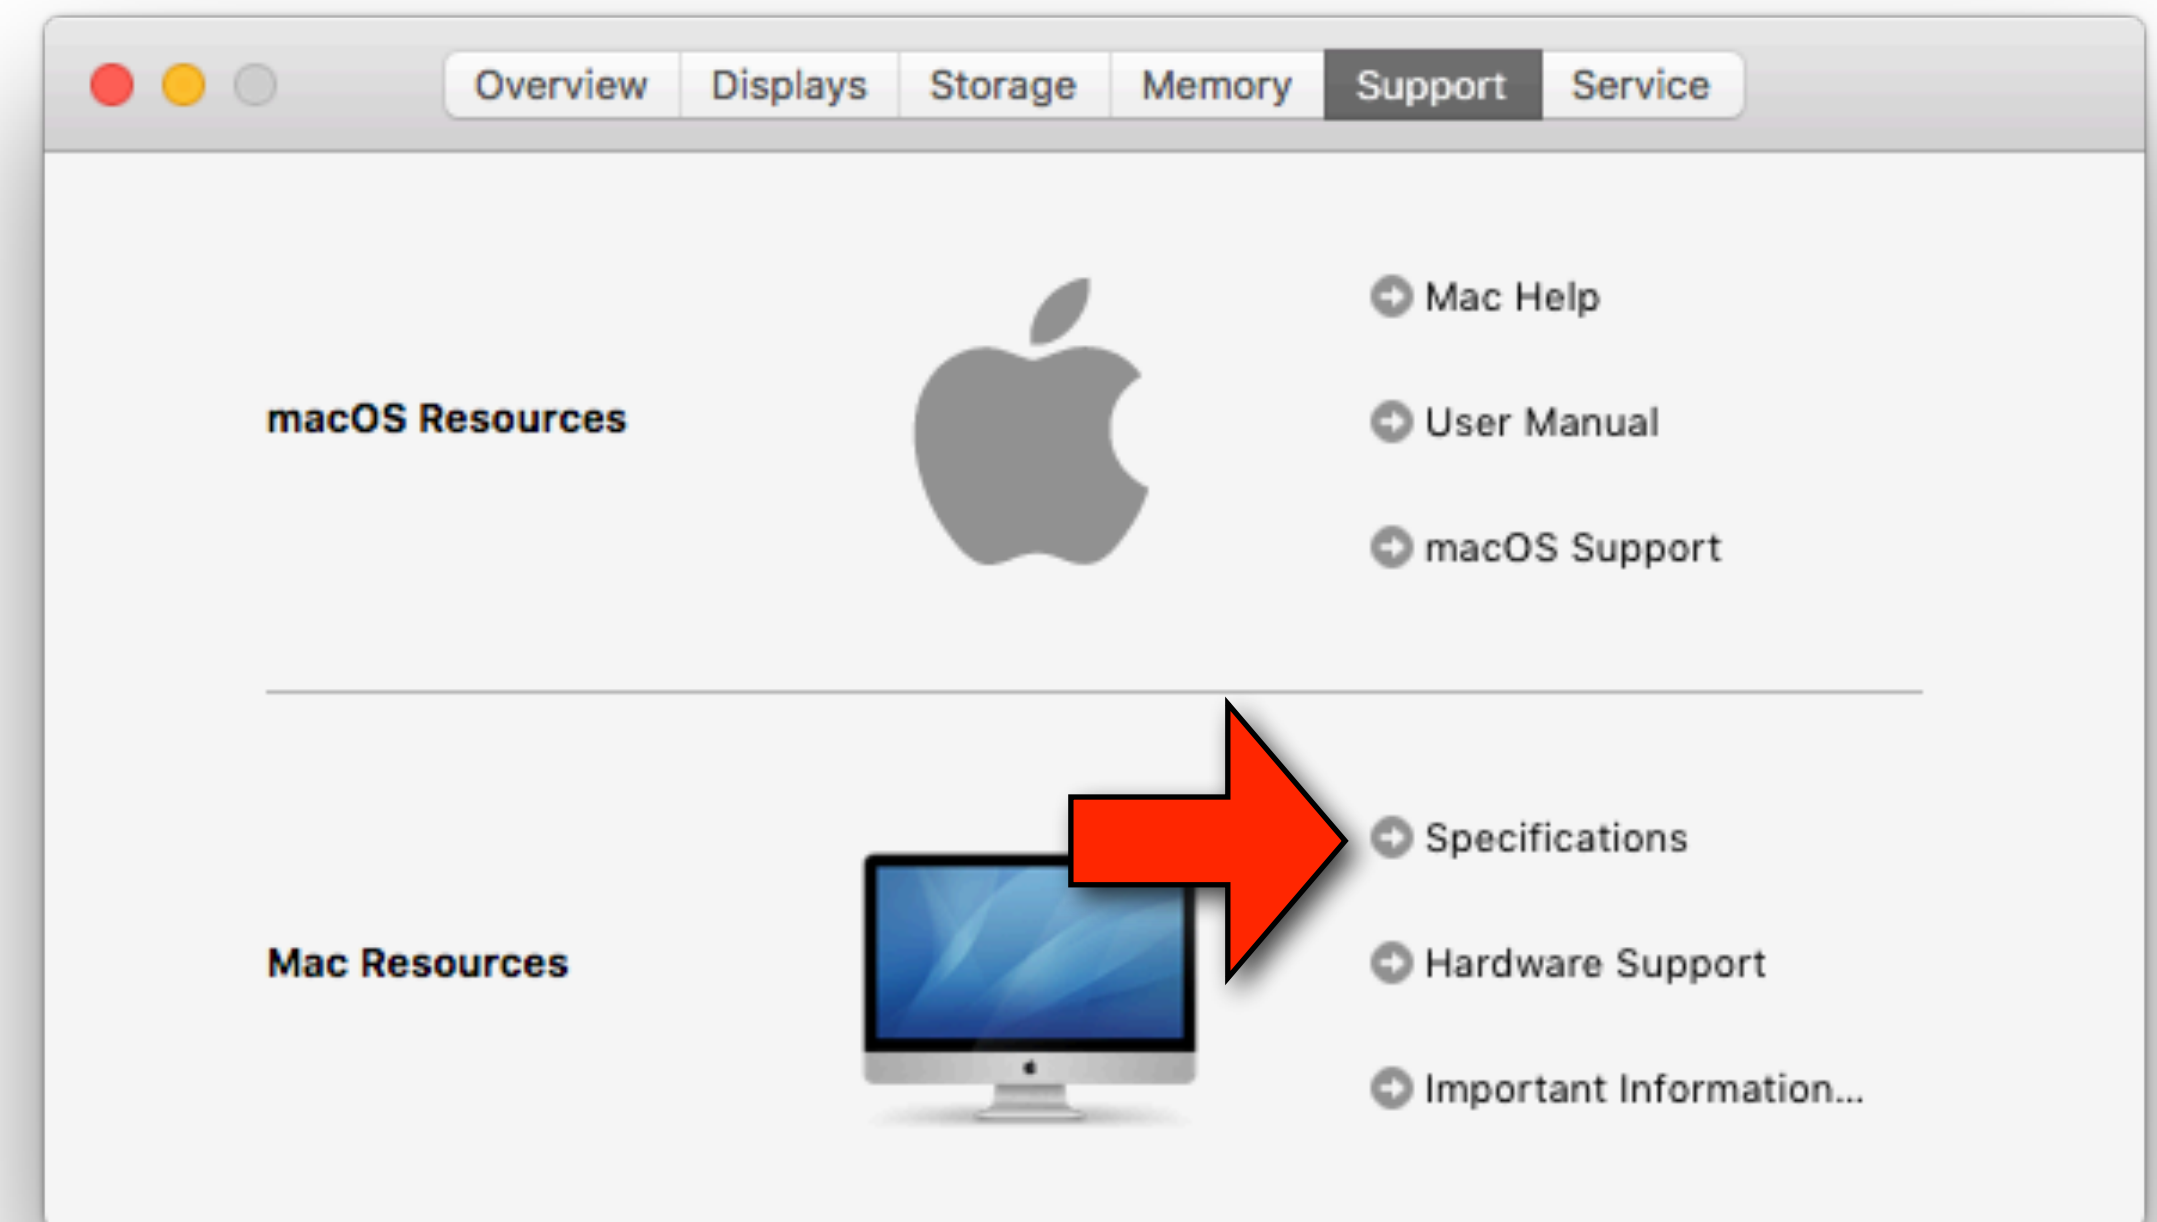 Overview Displays Storage Memory Support Service
macOS Resources
Mac Help
User Manual
macOS Support
Mac Resources
Specifications
Hardware Support
Important Information...